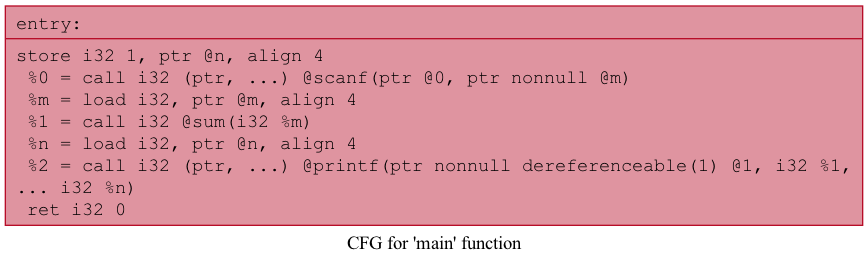 entry:
store i32 1, ptr @n, align 4
%0 = call i32 (ptr, ...) @scanf(ptr @0, ptr nonnull @m)
%m = load i32, ptr @m, align 4
%1 = call i32 @sum(i32 %m)
%n = load i32, ptr @n, align 4
%2 = call i32 (ptr, ...) @printf(ptr nonnull dereferenceable(1) @1, i32 %1,
... i32 %n)
ret i32 0
CFG for 'main' function